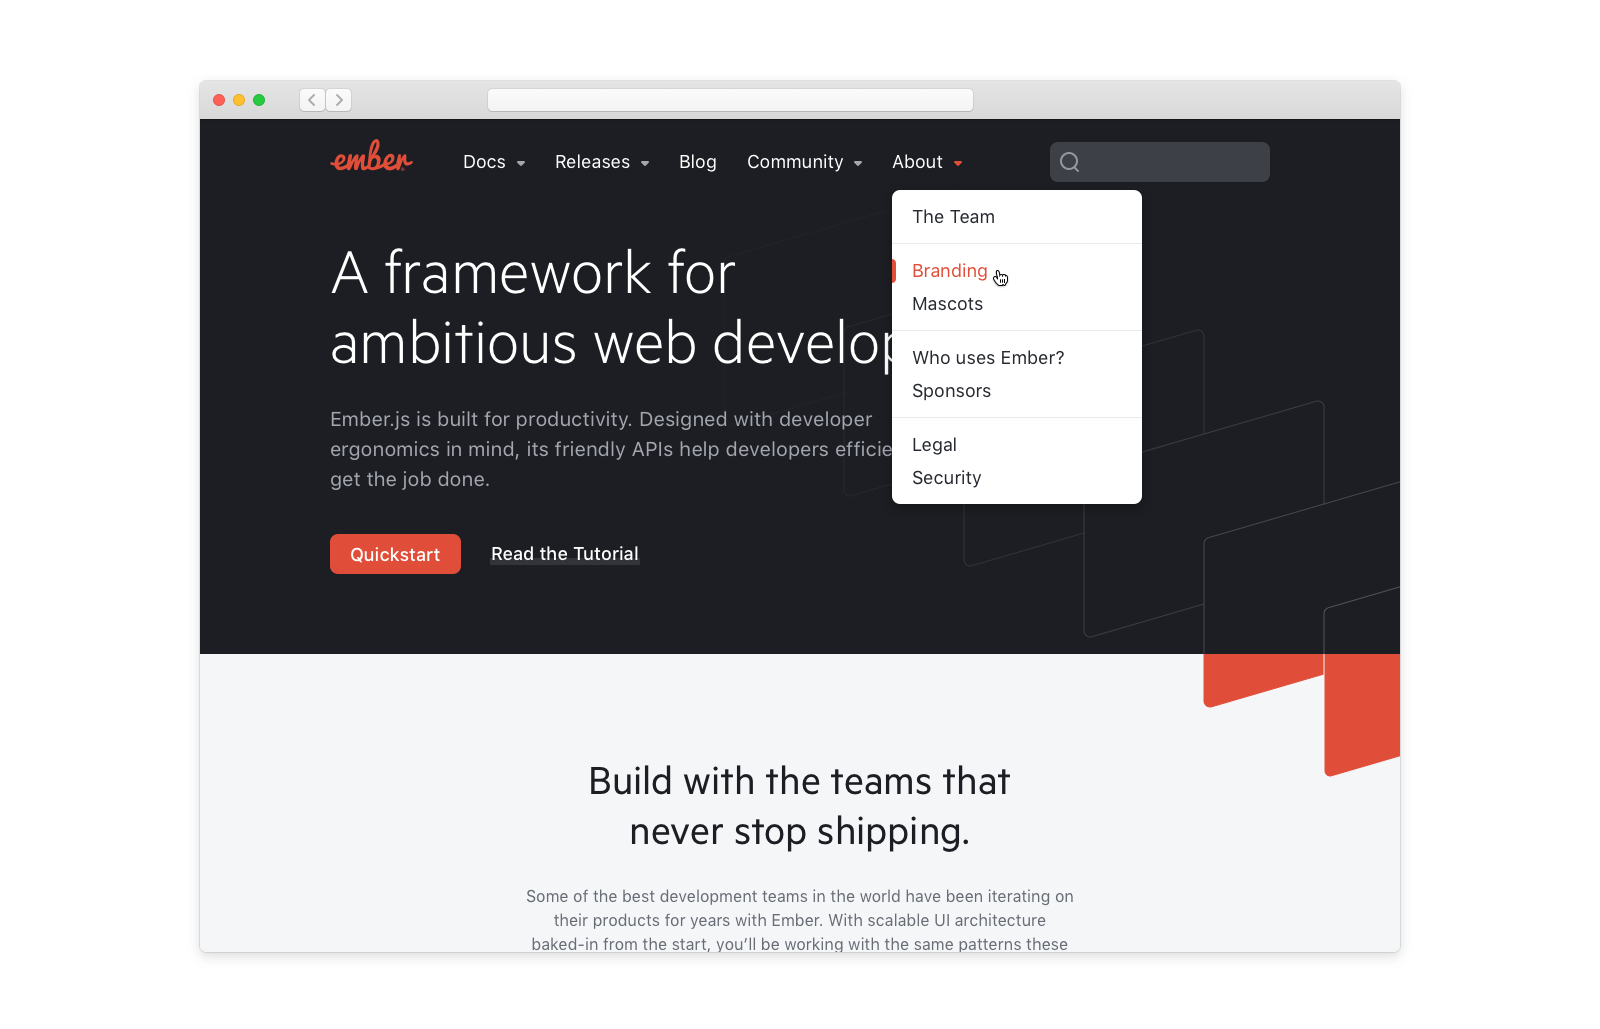 ember
Docs
Releases
Blog
Community
About
The Team
Branding
Mascots
Who uses Ember?
Sponsors
Legal
Security
A framework for
ambitious web develop
Ember.js is built for productivity. Designed with developer
ergonomics in mind, its friendly APIs help developers efficie
get the job done.
Quickstart
Read the Tutorial
Build with the teams that
never stop shipping.
Some of the best development teams in the world have been iterating on
their products for years with Ember. With scalable UI architecture
baked-in from the start, you’ll be working with the same patterns these